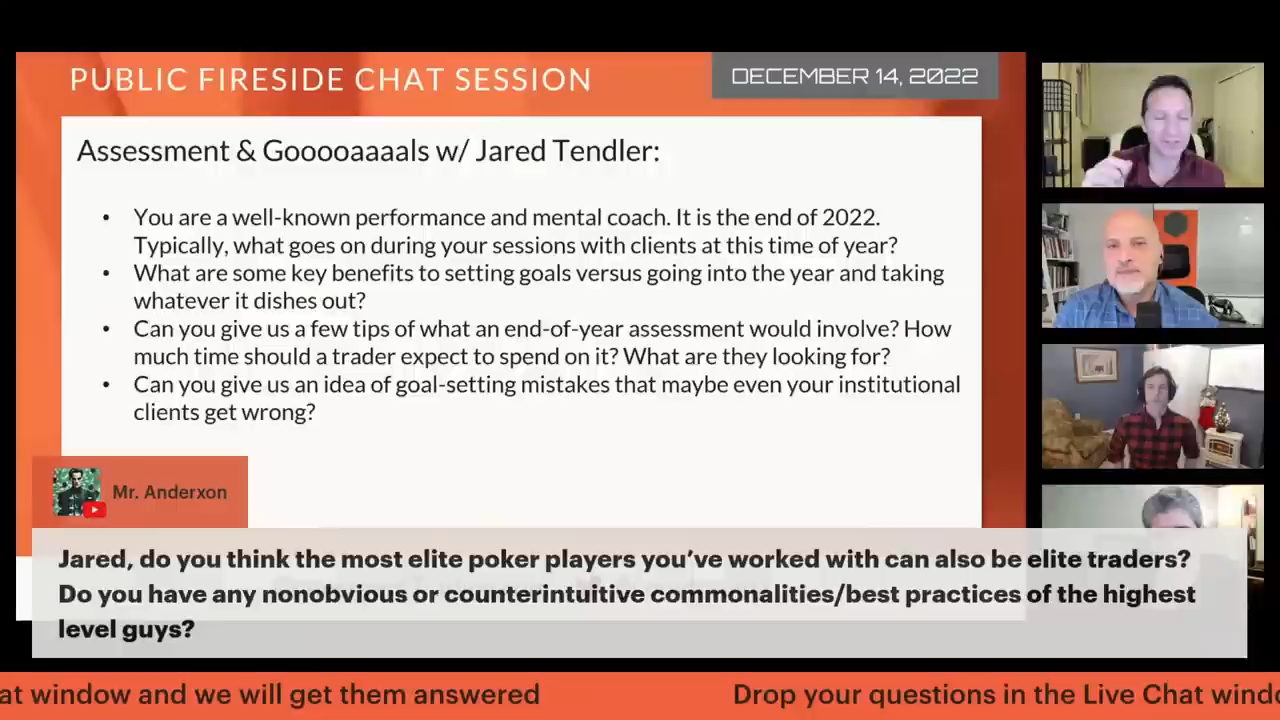 PUBLIC FIRESIDE CHAT SESSION
DECEMBER 14, 2022
Assessment & Gooooaaaals w/ Jared Tendler:
• You are a well-known performance and mental coach. It is the end of 2022.
Typically, what goes on during your sessions with clients at this time of year?
• What are some key benefits to setting goals versus going into the year and taking
whatever it dishes out?
• Can you give us a few tips of what an end-of-year assessment would involve? How
much time should a trader expect to spend on it? What are they looking for?
• Can you give us an idea of goal-setting mistakes that maybe even your institutional
clients get wrong?
Mr. Anderxon
Jared, do you think the most elite poker players you’ve worked with can also be elite traders?
Do you have any nonobvious or counterintuitive commonalities/best practices of the highest
level guys?
at window and we will get them answered
Drop your questions in the Live Chat windo